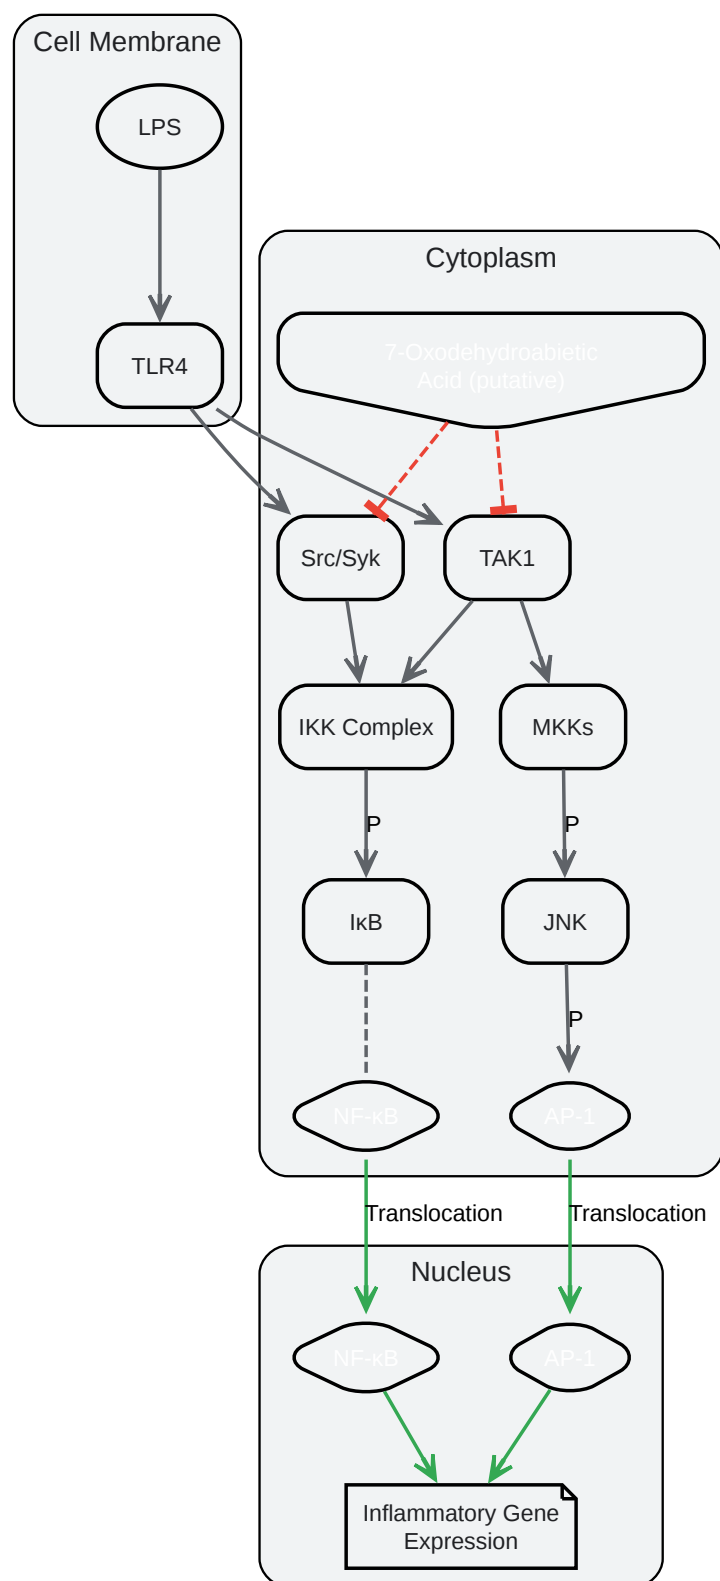 Cell Membrane
LPS
TLR4
Cytoplasm
7-Oxodehydroabietic
Acid (putative)
Src/Syk
TAK1
IKK Complex
MKKs
P
P
IκB
JNK
P
NF-κB
AP-1
Translocation
Translocation
Nucleus
NF-κB
AP-1
Inflammatory Gene
Expression